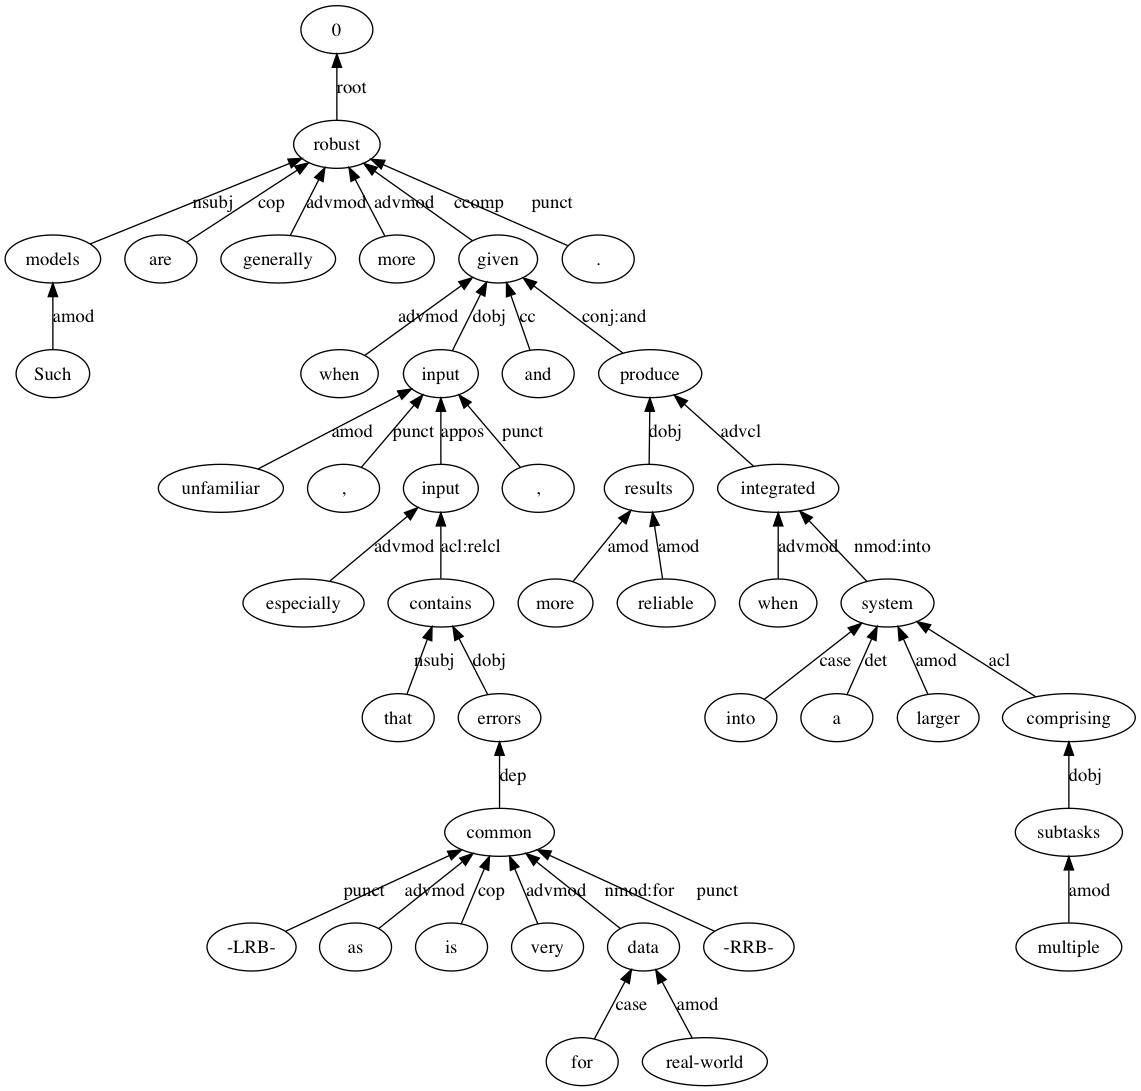 0
root
robust
nsubj cop advmod advmod ccomp punct
models are generally more given .
amod advmod dobj cc conj:and
Such when input and produce
amod punct appos punct dobj advcl
unfamiliar , input , results integrated
advmod acl:relcl amod amod advmod nmod:into
especially contains more reliable when system
nsubj dobj case det amod acl
that errors into a larger comprising
dep dobj
common subtasks
punct advmod cop advmod nmod:for punct amod
-LRB- as is very data -RRB- multiple
case amod
for real-world